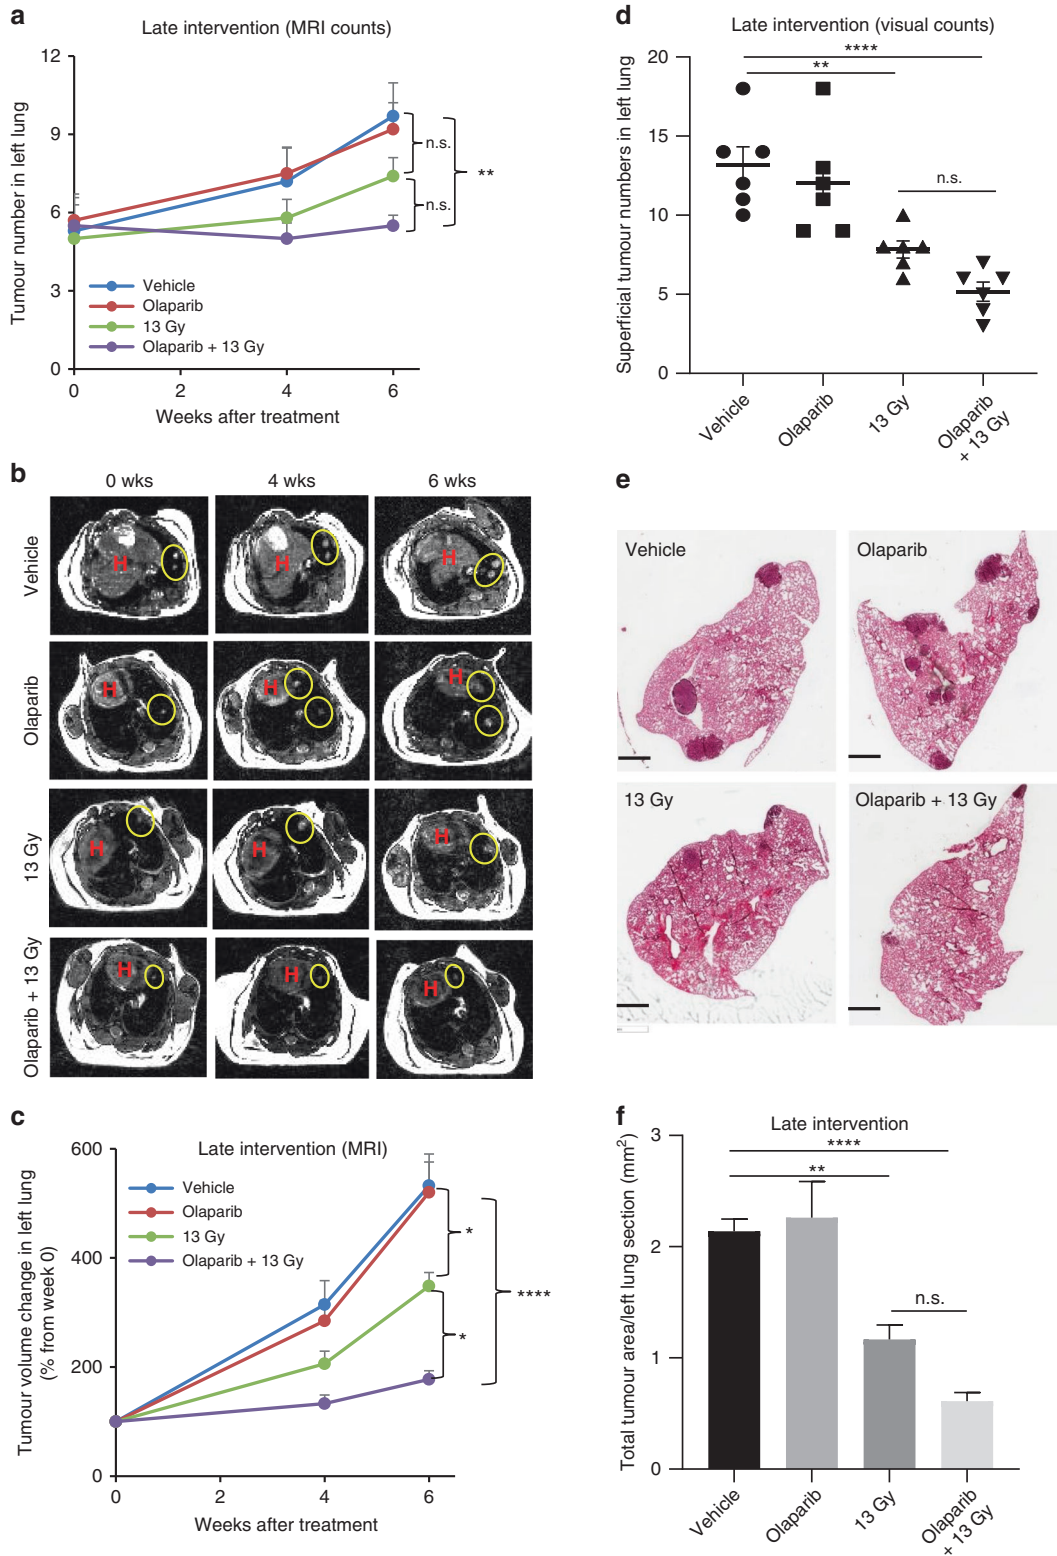 a
Late intervention (MRI counts)
Tumour number in left lung
12
9
6
3
0
n.s.
n.s.
**
Vehicle
Olaparib
13 Gy
Olaparib + 13 Gy
0 2 4 6
Weeks after treatment
b
0 wks 4 wks 6 wks
Vehicle
H H H
Olaparib
H H H
13 Gy
H H H
Olaparib + 13 Gy
H H H
c
Late intervention (MRI)
Tumour volume change in left lung
(% from week 0)
600
400
200
0
Vehicle
Olaparib
13 Gy
Olaparib + 13 Gy
*
*
****
0 4 6
Weeks after treatment
d
Late intervention (visual counts)
Superficial tumour numbers in left lung
20
15
10
5
0
****
**
n.s.
Vehicle
Olaparib
13 Gy
Olaparib
+ 13 Gy
e
Vehicle
Olaparib
13 Gy
Olaparib + 13 Gy
f
Late intervention
Total tumour area/left lung section (mm²)
3
2
1
0
****
**
n.s.
Vehicle
Olaparib
13 Gy
Olaparib
+ 13 Gy